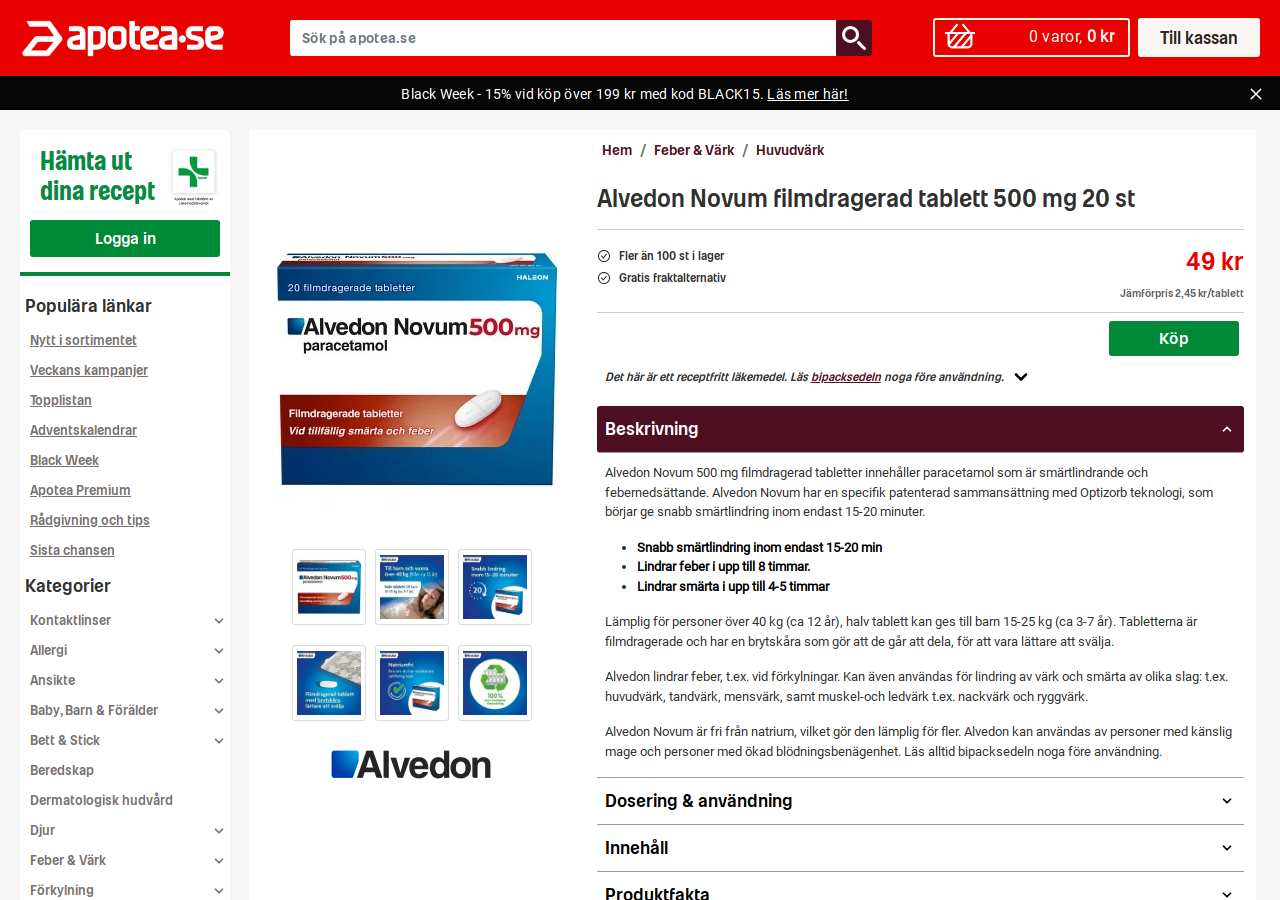 apotea·se
Sök på apotea.se
0 varor, 0 kr
Till kassan
Black Week - 15% vid köp över 199 kr med kod BLACK15. Läs mer här!
Hämta ut
dina recept
Logga in
Populära länkar
Nytt i sortimentet
Veckans kampanjer
Topplistan
Adventskalendrar
Black Week
Apotea Premium
Rådgivning och tips
Sista chansen
Kategorier
Kontaktlinser
Allergi
Ansikte
Baby, Barn & Förälder
Bett & Stick
Beredskap
Dermatologisk hudvård
Djur
Feber & Värk
Förkylning
HALEON
20 filmdragerade tabletter
Alvedon Novum 500mg
paracetamol
Filmdragerade tabletter
Vid tillfällig smärta och feber
Alvedon
Hem / Feber & Värk / Huvudvärk
Alvedon Novum filmdragerad tablett 500 mg 20 st
Fler än 100 st i lager
Gratis fraktalternativ
49 kr
Jämförpris 2,45 kr/tablett
Köp
Det här är ett receptfritt läkemedel. Läs bipacksedeln noga före användning.
Beskrivning
Alvedon Novum 500 mg filmdragerad tabletter innehåller paracetamol som är smärtlindrande och
febernedsättande. Alvedon Novum har en specifik patenterad sammansättning med Optizorb teknologi, som
börjar ge snabb smärtlindring inom endast 15-20 minuter.
• Snabb smärtlindring inom endast 15-20 min
• Lindrar feber i upp till 8 timmar.
• Lindrar smärta i upp till 4-5 timmar
Lämplig för personer över 40 kg (ca 12 år), halv tablett kan ges till barn 15-25 kg (ca 3-7 år). Tabletterna är
filmdragerade och har en brytskåra som gör att de går att dela, för att vara lättare att svälja.
Alvedon lindrar feber, t.ex. vid förkylningar. Kan även användas för lindring av värk och smärta av olika slag: t.ex.
huvudvärk, tandvärk, mensvärk, samt muskel-och ledvärk t.ex. nackvärk och ryggvärk.
Alvedon Novum är fri från natrium, vilket gör den lämplig för fler. Alvedon kan användas av personer med känslig
mage och personer med ökad blödningsbenägenhet. Läs alltid bipacksedeln noga före användning.
Dosering & användning
Innehåll
Produktfakta